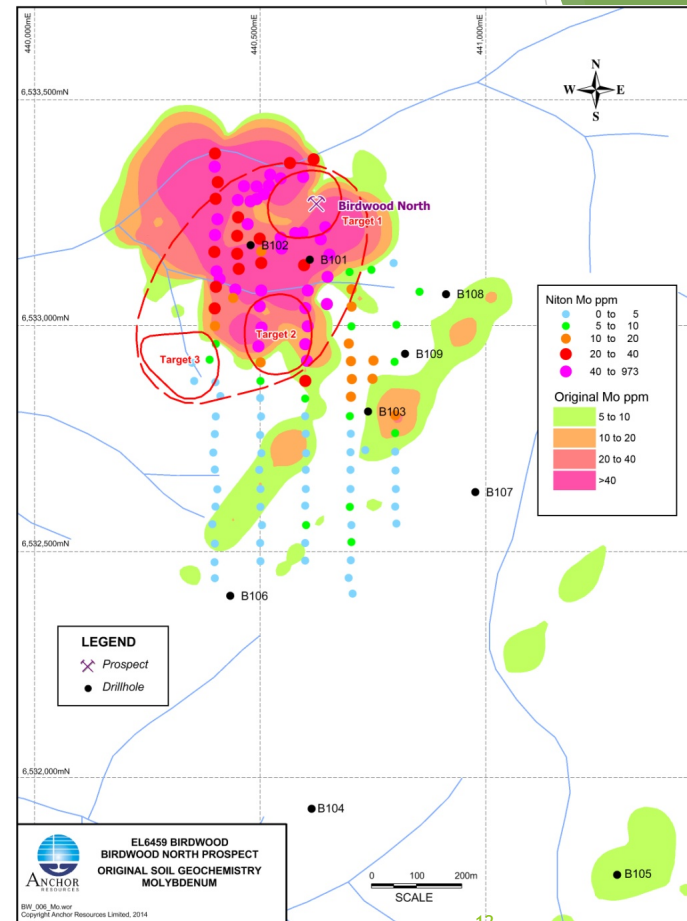 440,000mE
440,500mE
441,000mE
6,533,500mN
N
W E
S
Birdwood North
Target 1
B102
B101
B108
6,533,000mN
Target 2
Target 3
B109
B103
B107
6,532,500mN
B106
Niton Mo ppm
0 to 5
5 to 10
10 to 20
20 to 40
40 to 973
Original Mo ppm
5 to 10
10 to 20
20 to 40
>40
LEGEND
Prospect
Drillhole
6,532,000mN
B104
B105
ANCHOR
RESOURCES
EL6459 BIRDWOOD
BIRDWOOD NORTH PROSPECT
ORIGINAL SOIL GEOCHEMISTRY
MOLYBDENUM
BW_006_Mo.wor
Copyright Anchor Resources Limited, 2014
0 100 200m
SCALE